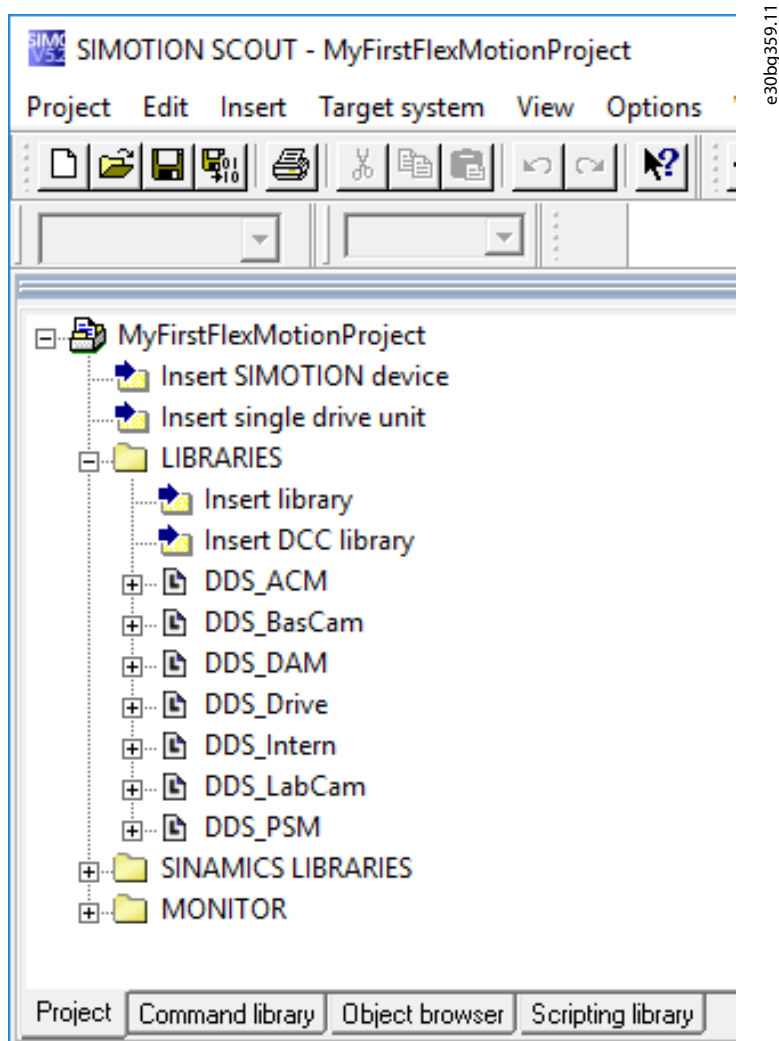 e30bq359.11
SIMOTION SCOUT - MyFirstFlexMotionProject
Project Edit Insert Target system View Options
MyFirstFlexMotionProject
Insert SIMOTION device
Insert single drive unit
LIBRARIES
Insert library
Insert DCC library
DDS_ACM
DDS_BasCam
DDS_DAM
DDS_Drive
DDS_Intern
DDS_LabCam
DDS_PSM
SINAMICS LIBRARIES
MONITOR
Project Command library Object browser Scripting library